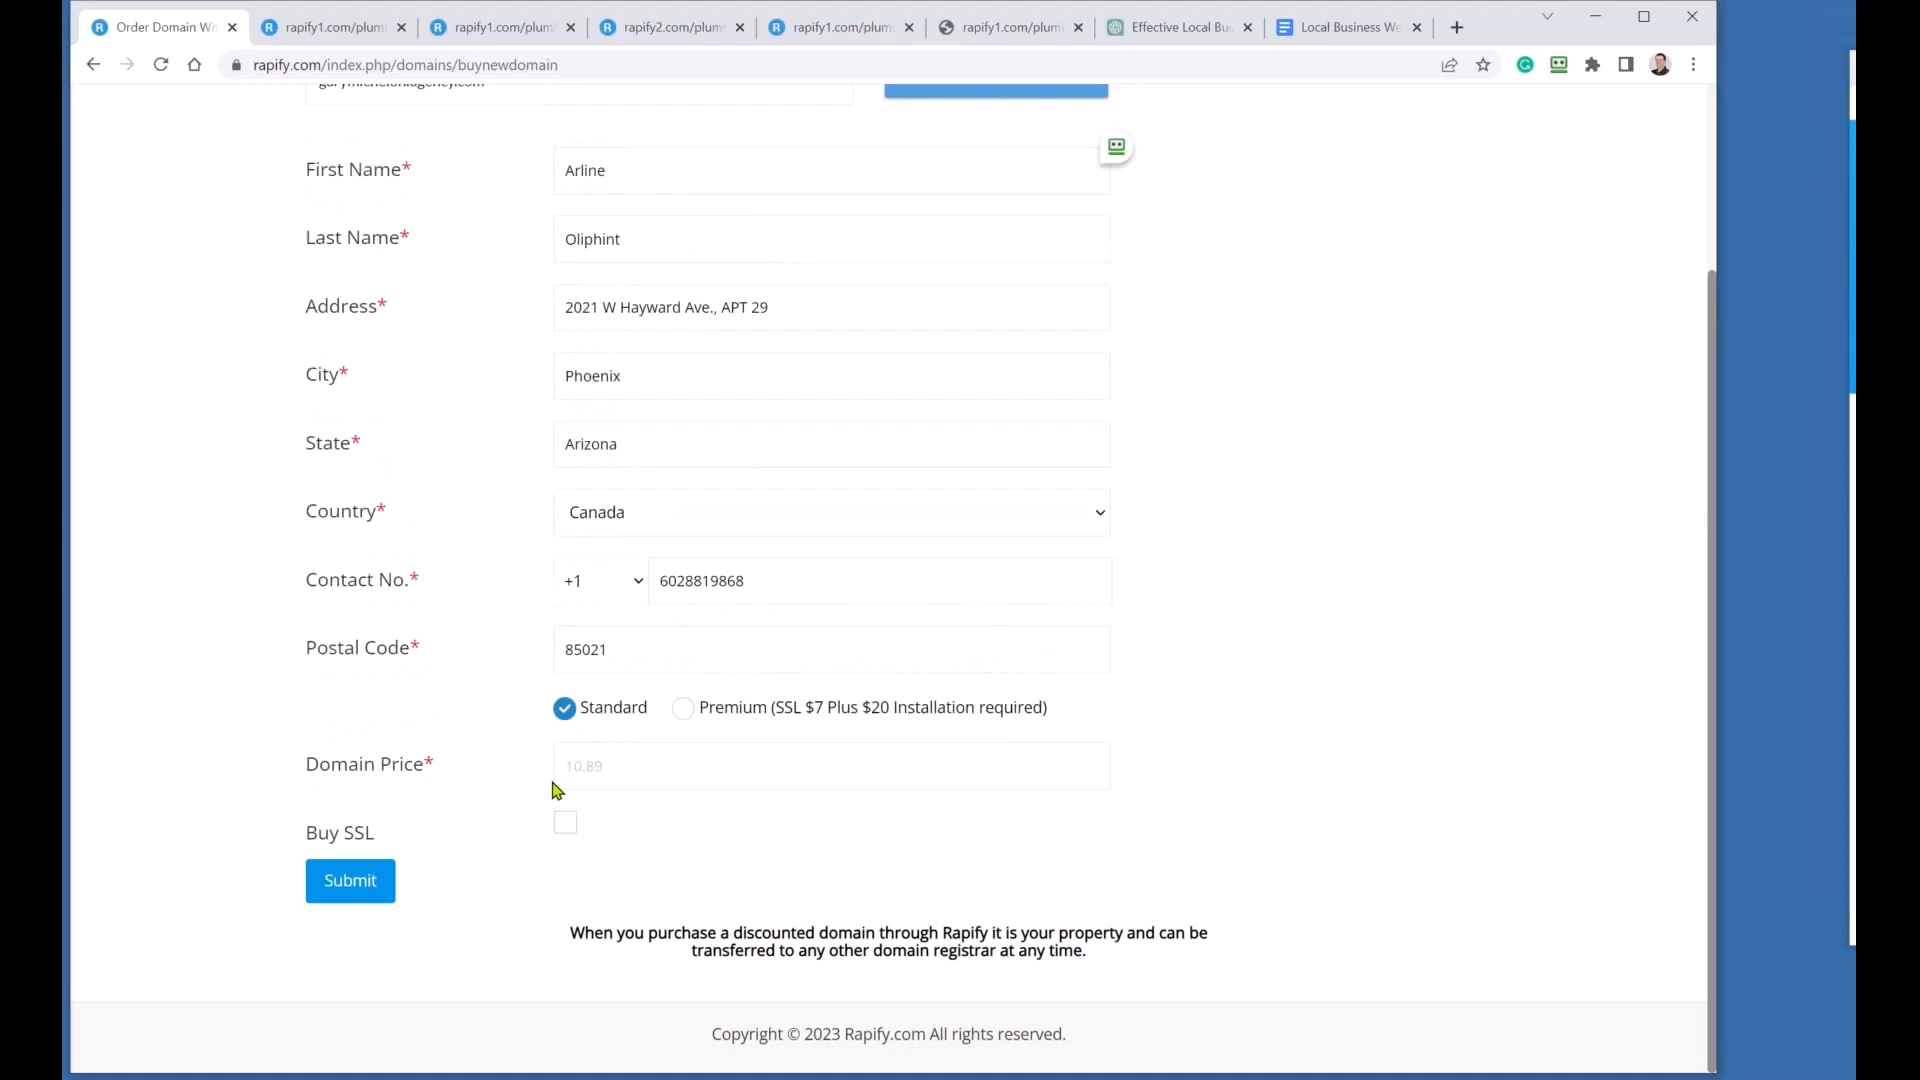 Order Domain Wi
rapify1.com/plum
rapify1.com/plum
rapify2.com/plum
rapify1.com/plum
rapify1.com/plum
Effective Local Bus
Local Business We
rapify.com/index.php/domains/buynewdomain
First Name*
Arline
Last Name*
Oliphint
Address*
2021 W Hayward Ave., APT 29
City*
Phoenix
State*
Arizona
Country*
Canada
Contact No.*
+1
6028819868
Postal Code*
85021
Standard
Premium (SSL $7 Plus $20 Installation required)
Domain Price*
10.89
Buy SSL
Submit
When you purchase a discounted domain through Rapify it is your property and can be
transferred to any other domain registrar at any time.
Copyright © 2023 Rapify.com All rights reserved.